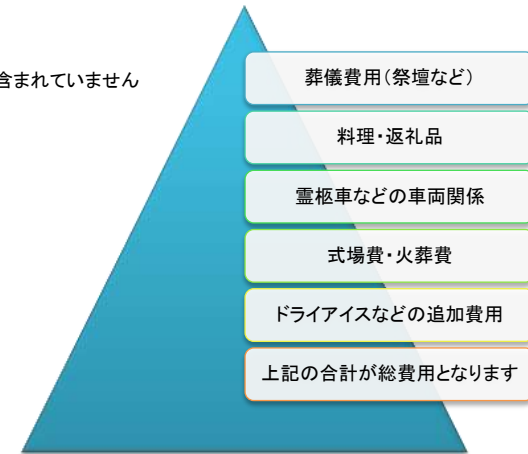 含まれていません
葬儀費用(祭壇など)
料理・返礼品
霊柩車などの車両関係
式場費・火葬費
ドライアイスなどの追加費用
上記の合計が総費用となります